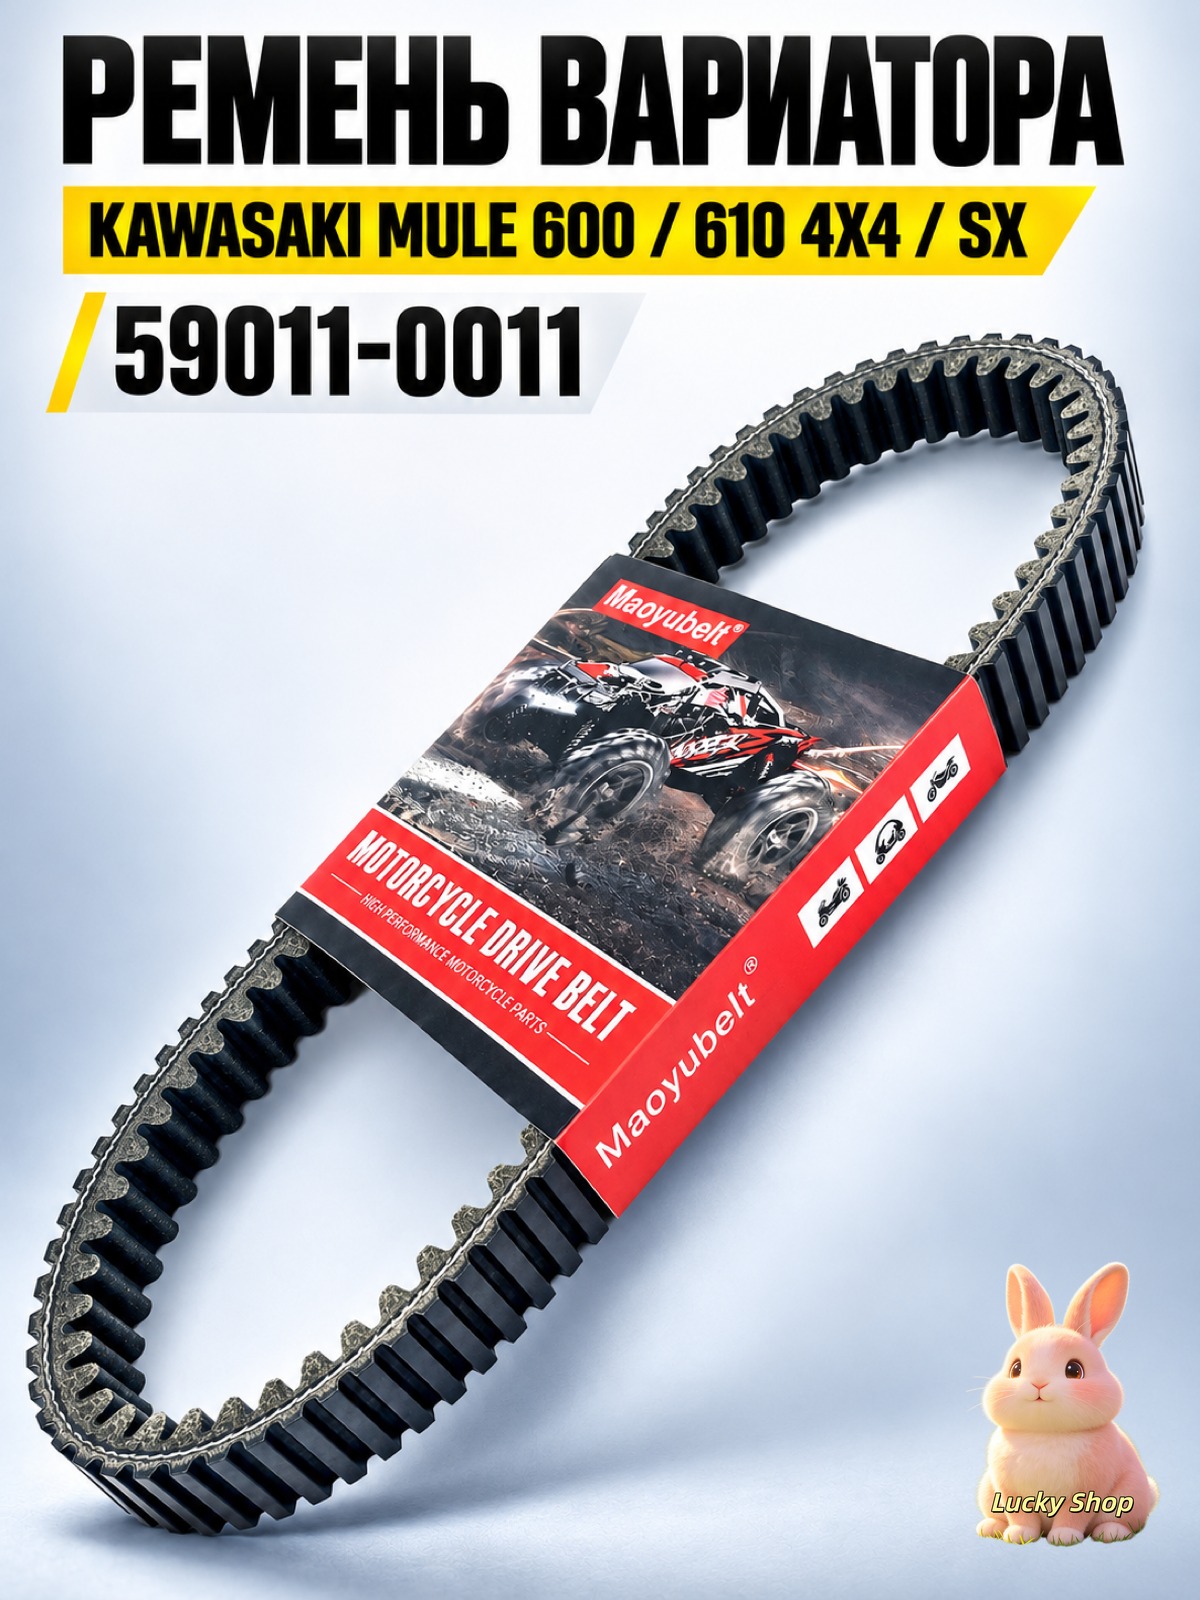 РЕМЕНЬ ВАРИАТОРА
KAWASAKI MULE 600 / 610 4X4 / SX
59011-0011
Maoyubelt®
MOTORCYCLE DRIVE BELT
HIGH PERFORMANCE MOTORCYCLE PARTS
Maoyubelt®
Lucky Shop